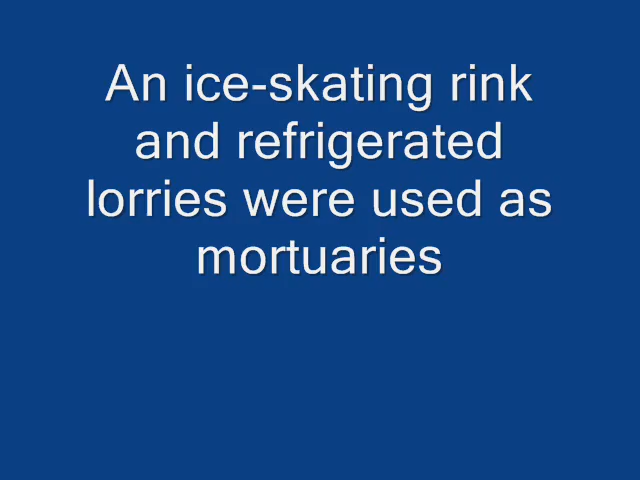 An ice-skating rink
and refrigerated
lorries were used as
mortuaries